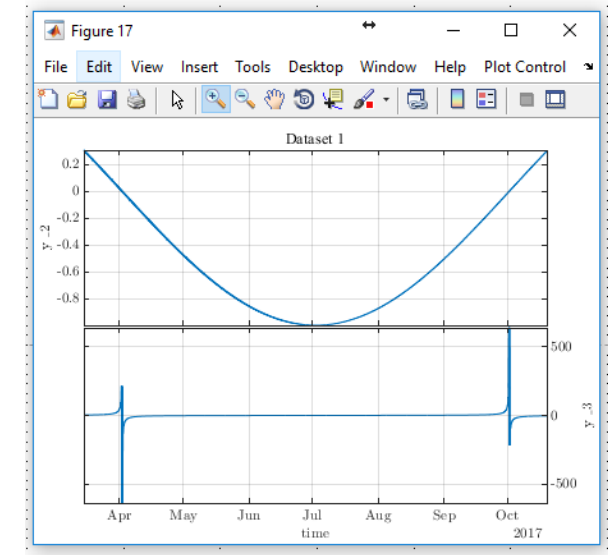 Figure 17
File Edit View Insert Tools Desktop Window Help Plot Control
Dataset 1
0.2
0
-0.2
-0.4
-0.6
-0.8
y_2
500
0
-500
y_3
Apr May Jun Jul Aug Sep Oct
time 2017